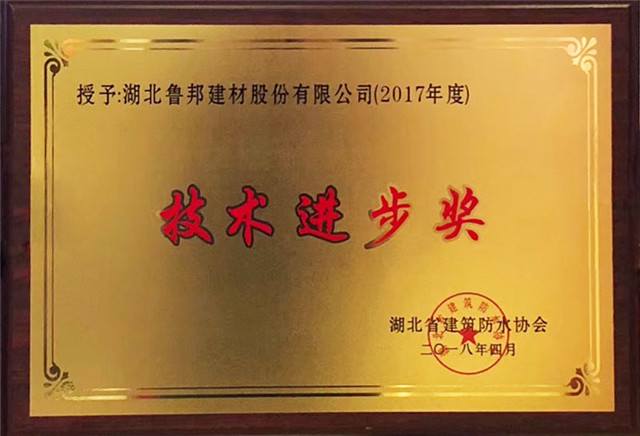 授予:湖北鲁邦建材股份有限公司(2017年度)
技术进步奖
湖北省建筑防水协会
二〇一八年四月